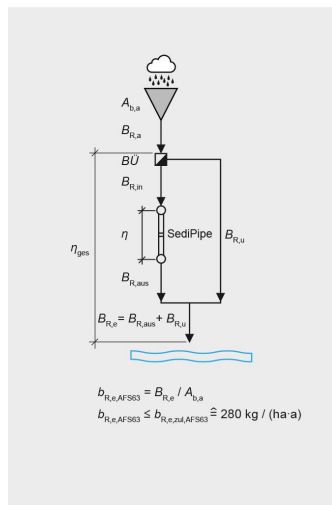 A_b,a
B_R,a
BÜ
B_R,in
η
SediPipe
B_R,u
η_ges
B_R,aus
B_R,e = B_R,aus + B_R,u
b_R,e,AFS63 = B_R,e / A_b,a
b_R,e,AFS63 ≤ b_R,e,zul,AFS63 ≙ 280 kg / (ha·a)